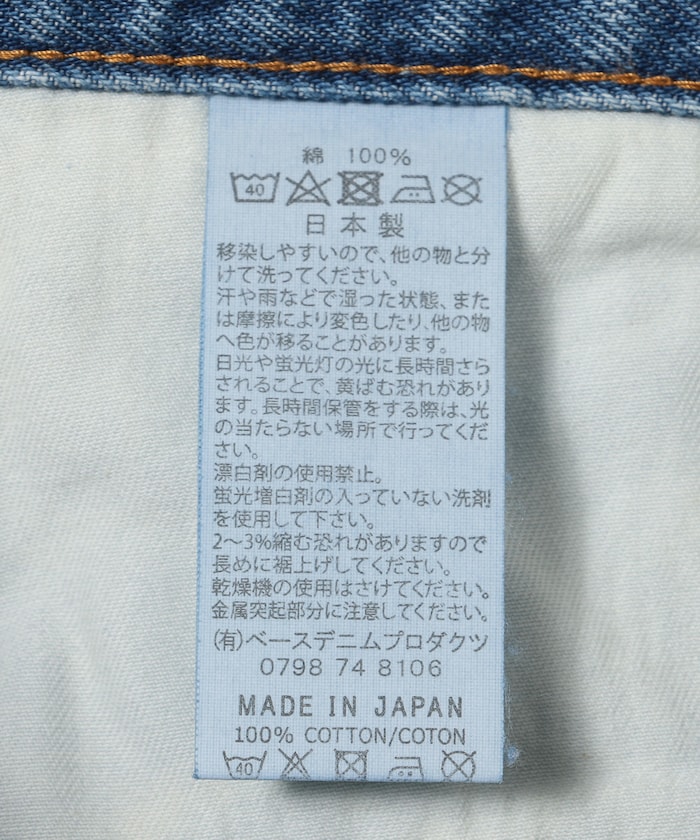 綿 100%
40
日本製
移染しやすいので、他の物と分
けて洗ってください。
汗や雨などで湿った状態、また
は摩擦により変色したり、他の物
へ色が移ることがあります。
日光や蛍光灯の光に長時間さら
されることで、黄ばむ恐れがあり
ます。長時間保管をする際は、光
の当たらない場所で行ってくだ
さい。
漂白剤の使用禁止。
蛍光増白剤の入っていない洗剤
を使用して下さい。
2〜3%縮む恐れがありますので
長めに裾上げしてください。
乾燥機の使用はさけてください。
金属突起部分に注意してください。
(有)ベースデニムプロダクツ
0798 74 8106
MADE IN JAPAN
100% COTTON/COTON
40